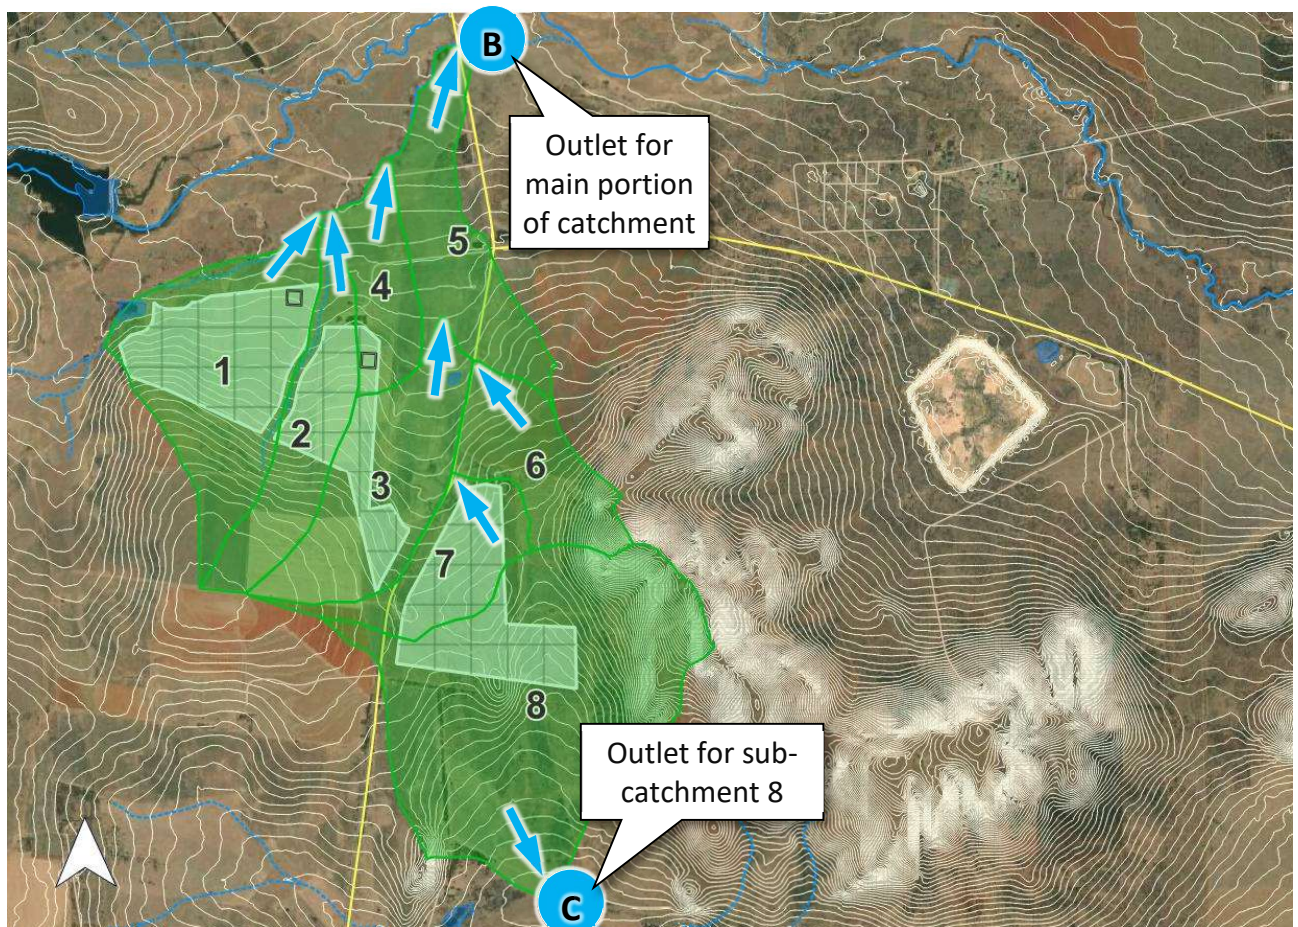 B
Outlet for
main portion
of catchment
5
4
1
2
6
3
7
8
Outlet for sub-
catchment 8
C